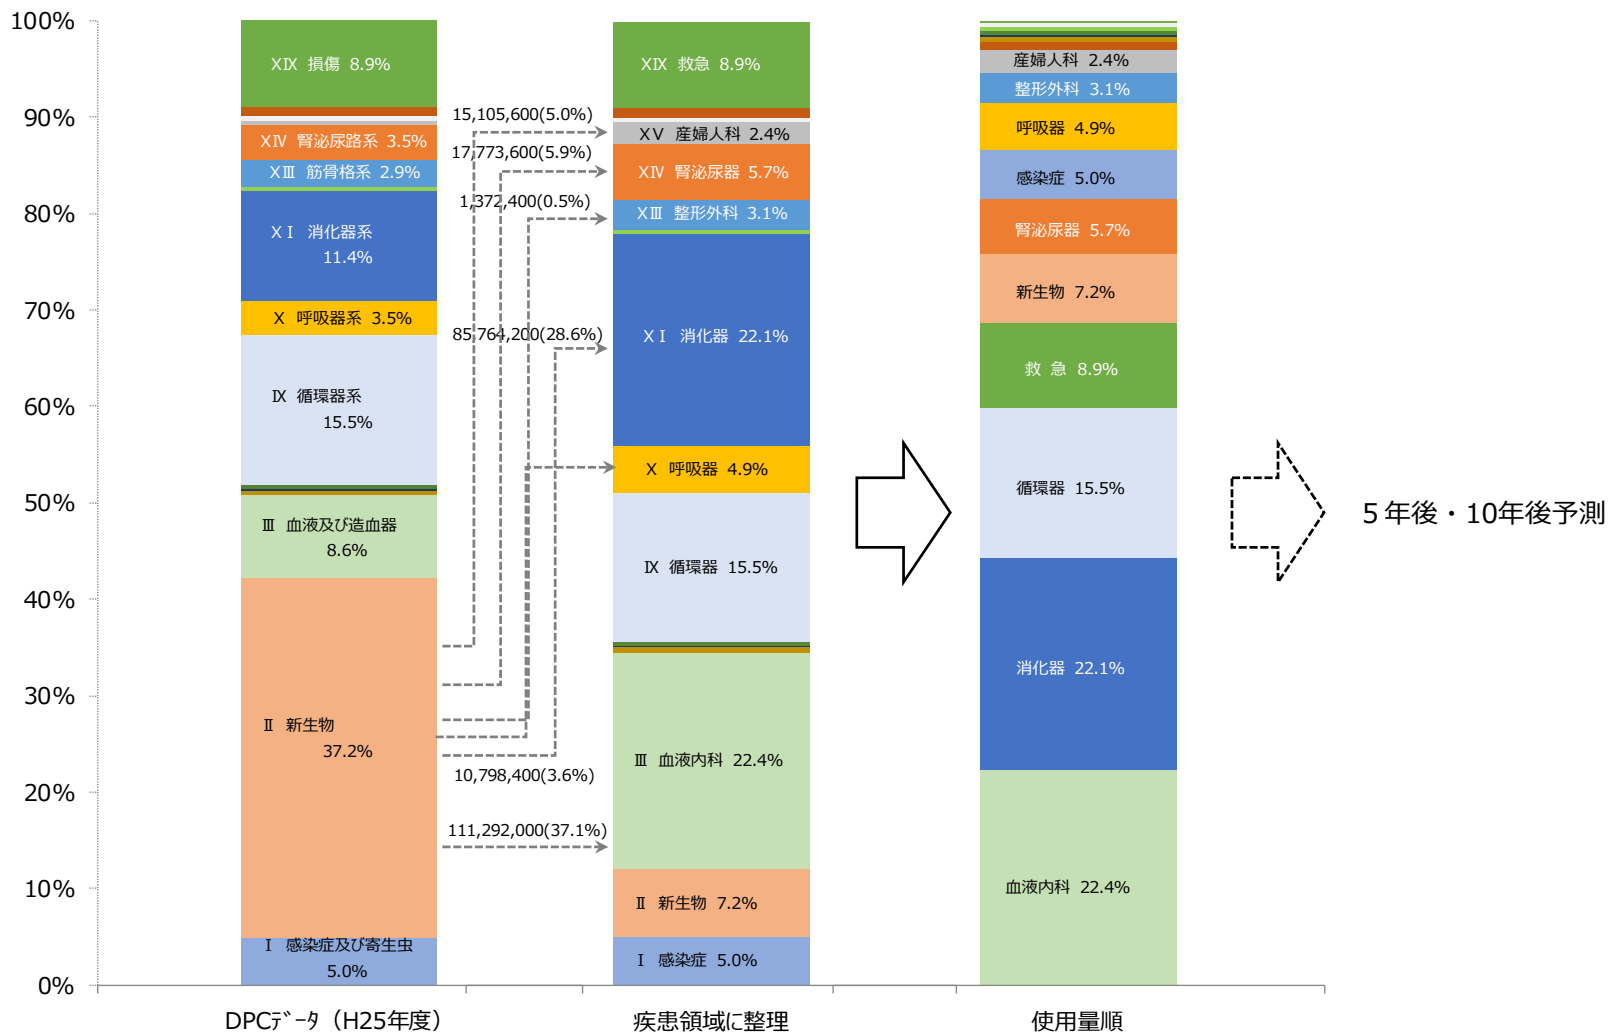 100%
90%
80%
70%
60%
50%
40%
30%
20%
10%
0%
ⅩⅨ 損傷 8.9%
ⅩⅣ 腎泌尿路系 3.5%
ⅩⅢ 筋骨格系 2.9%
ⅩⅠ 消化器系
11.4%
Ⅹ 呼吸器系 3.5%
Ⅸ 循環器系
15.5%
Ⅲ 血液及び造血器
8.6%
Ⅱ 新生物
37.2%
Ⅰ 感染症及び寄生虫
5.0%
DPCﾃﾞｰﾀ（H25年度）
15,105,600(5.0%)
17,773,600(5.9%)
1,372,400(0.5%)
85,764,200(28.6%)
10,798,400(3.6%)
111,292,000(37.1%)
ⅩⅨ 救急 8.9%
ⅩⅤ 産婦人科 2.4%
ⅩⅣ 腎泌尿器 5.7%
ⅩⅢ 整形外科 3.1%
ⅩⅠ 消化器 22.1%
Ⅹ 呼吸器 4.9%
Ⅸ 循環器 15.5%
Ⅲ 血液内科 22.4%
Ⅱ 新生物 7.2%
Ⅰ 感染症 5.0%
疾患領域に整理
産婦人科 2.4%
整形外科 3.1%
呼吸器 4.9%
感染症 5.0%
腎泌尿器 5.7%
新生物 7.2%
救 急 8.9%
循環器 15.5%
消化器 22.1%
血液内科 22.4%
使用量順
５年後・10年後予測